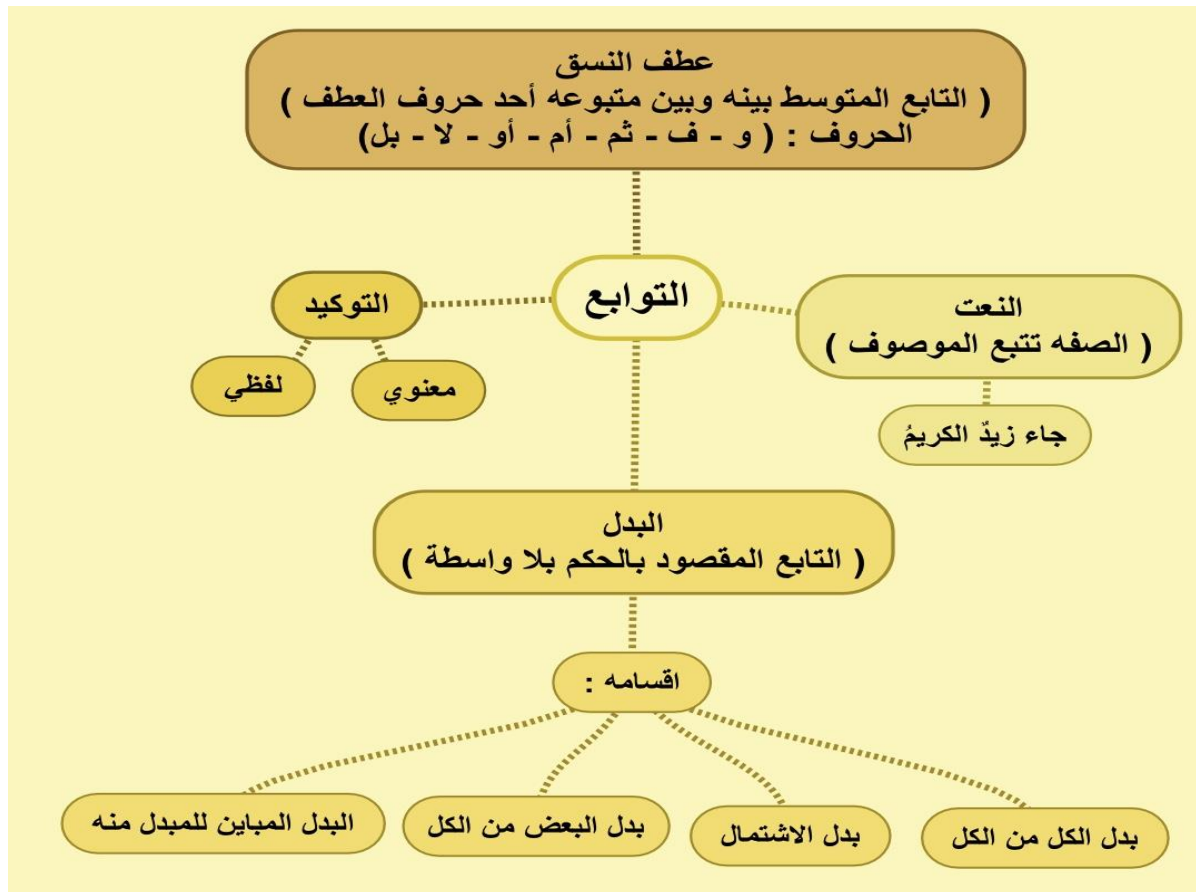 عطف النسق
( التابع المتوسط بينه وبين متبوعه أحد حروف العطف )
الحروف : ( و - ف - ثم - أم - أو - لا - بل)
التوابع
النعت
( الصفه تتبع الموصوف )
جاء زيدٌ الكريمُ
التوكيد
معنوي
لفظي
البدل
( التابع المقصود بالحكم بلا واسطة )
اقسامه :
بدل الكل من الكل
بدل الاشتمال
بدل البعض من الكل
البدل المباين للمبدل منه